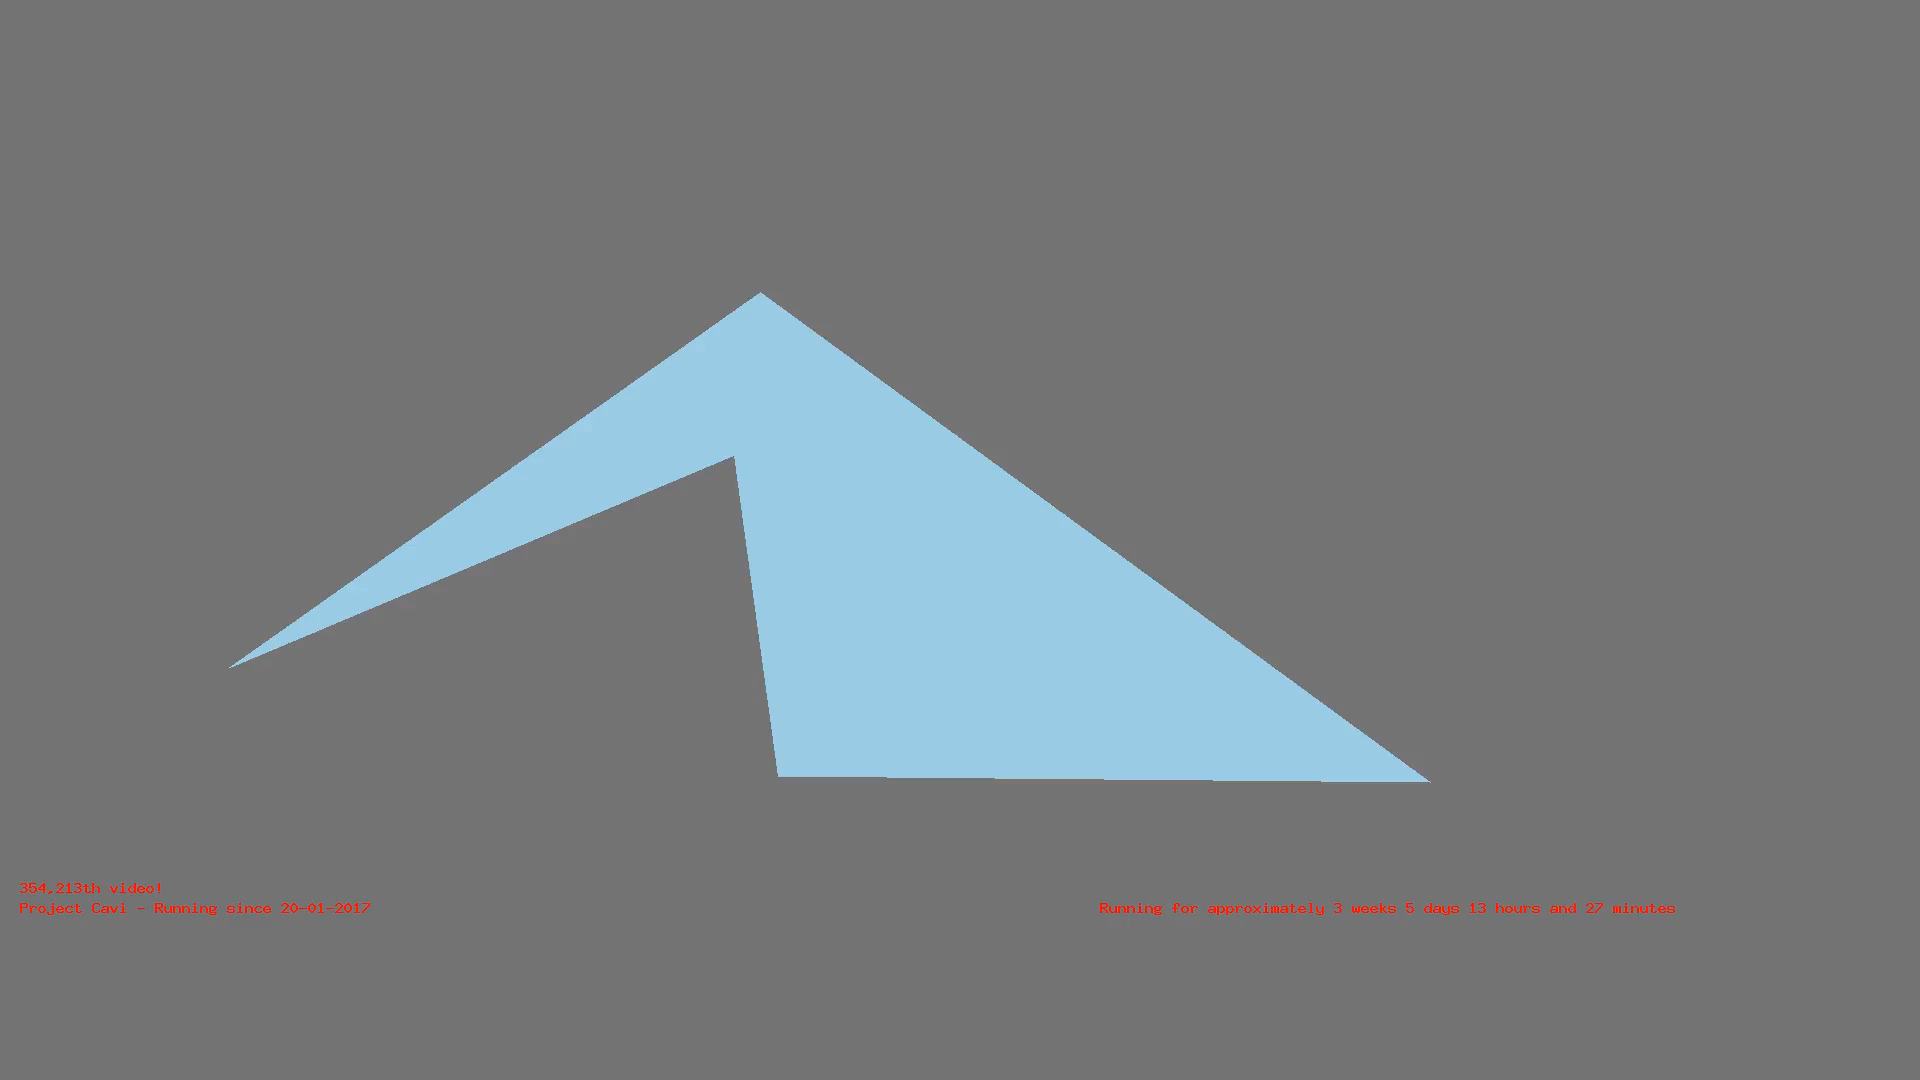 354,213th video!
Project Cavi - Running since 20-01-2017
Running for approximately 3 weeks 5 days 13 hours and 27 minutes